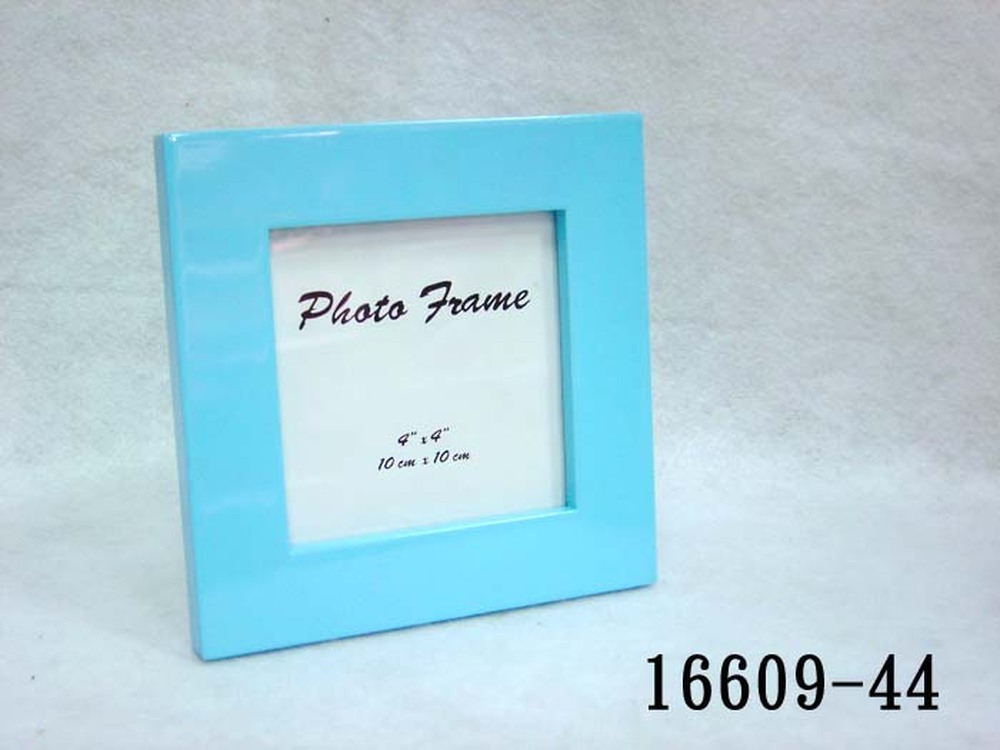 Photo Frame
4" x 4"
10 cm x 10 cm
16609-44